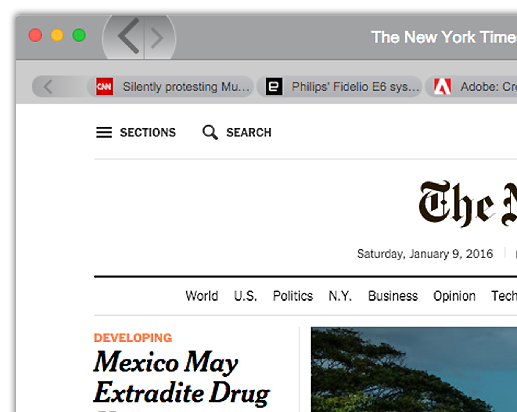 The New York Time
CNN Silently protesting Mu... Philips' Fidelio E6 sys... Adobe: Cr
SECTIONS SEARCH
The N
Saturday, January 9, 2016
World U.S. Politics N.Y. Business Opinion Tech
DEVELOPING
Mexico May
Extradite Drug